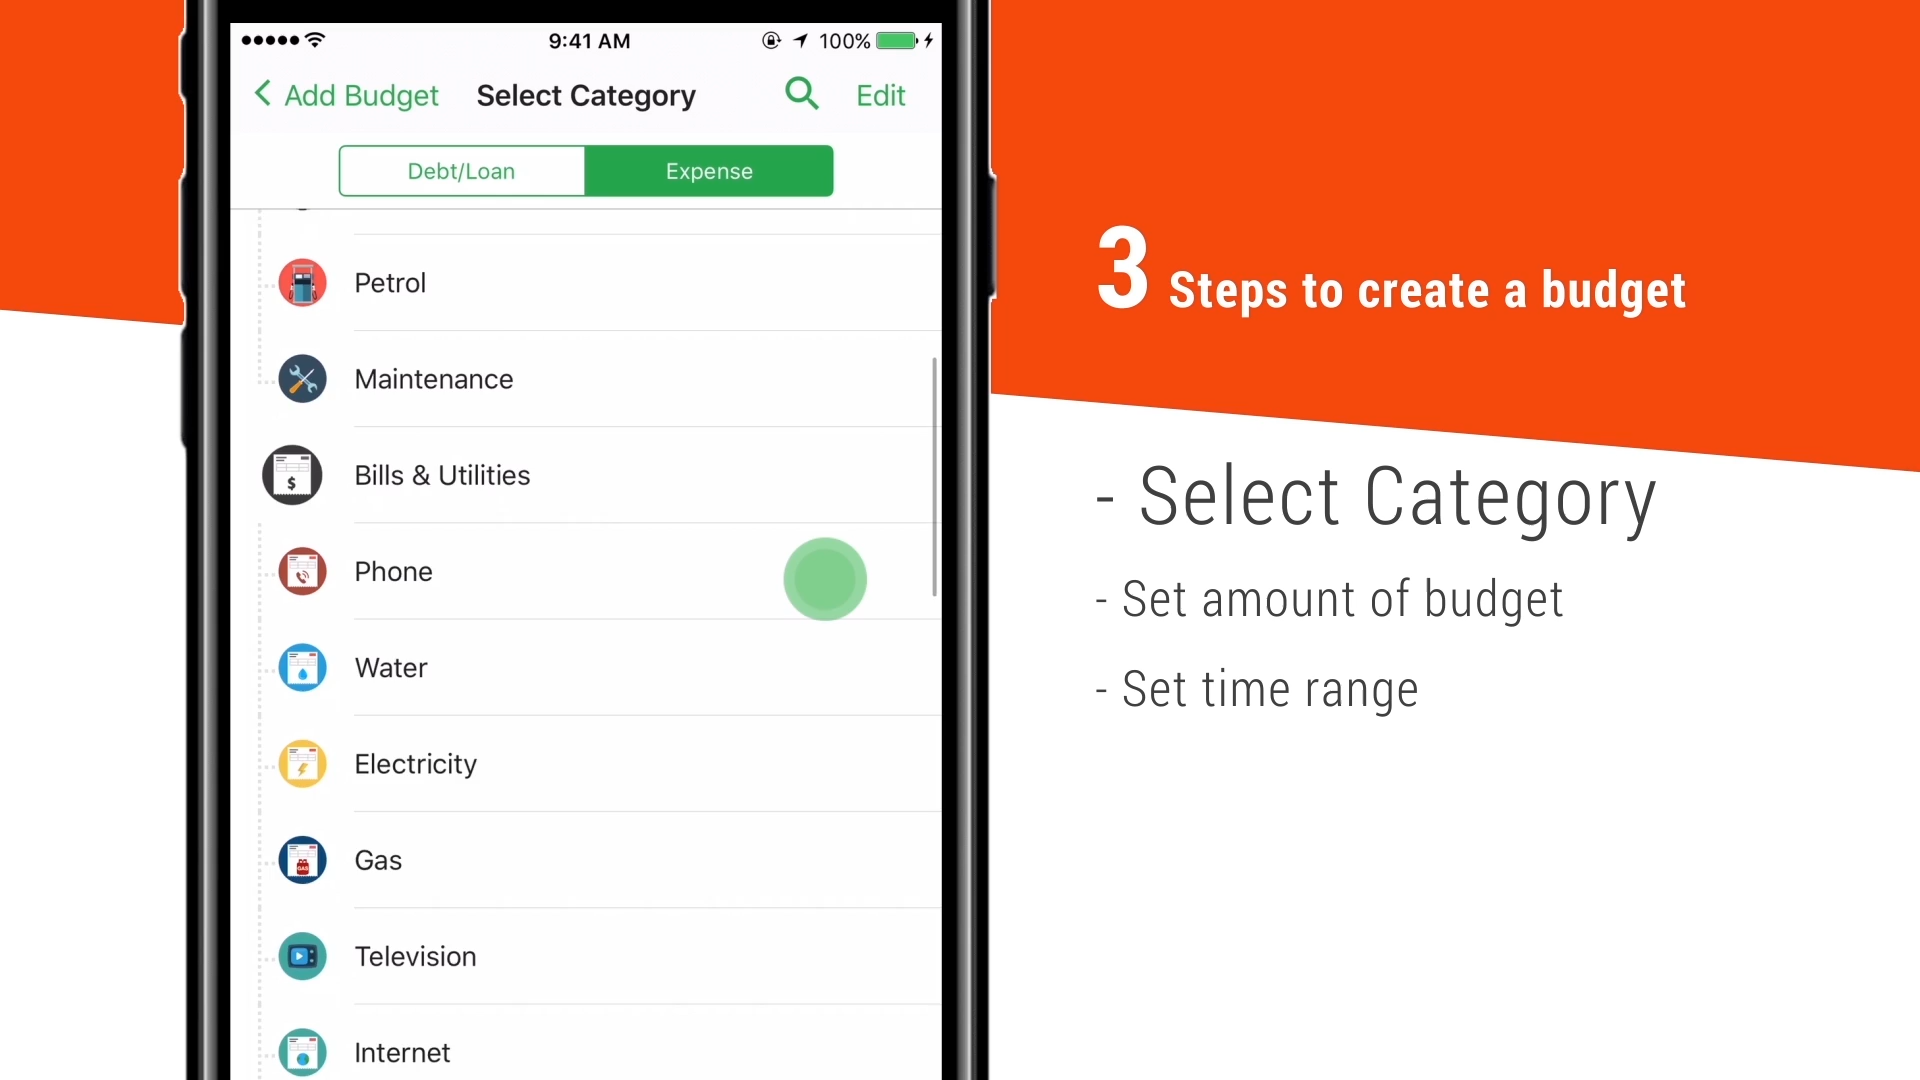 9:41 AM
100%
Add Budget
Select Category
Edit
Debt/Loan
Expense
Petrol
Maintenance
Bills & Utilities
Phone
Water
Electricity
Gas
Television
Internet
3 Steps to create a budget
- Select Category
- Set amount of budget
- Set time range